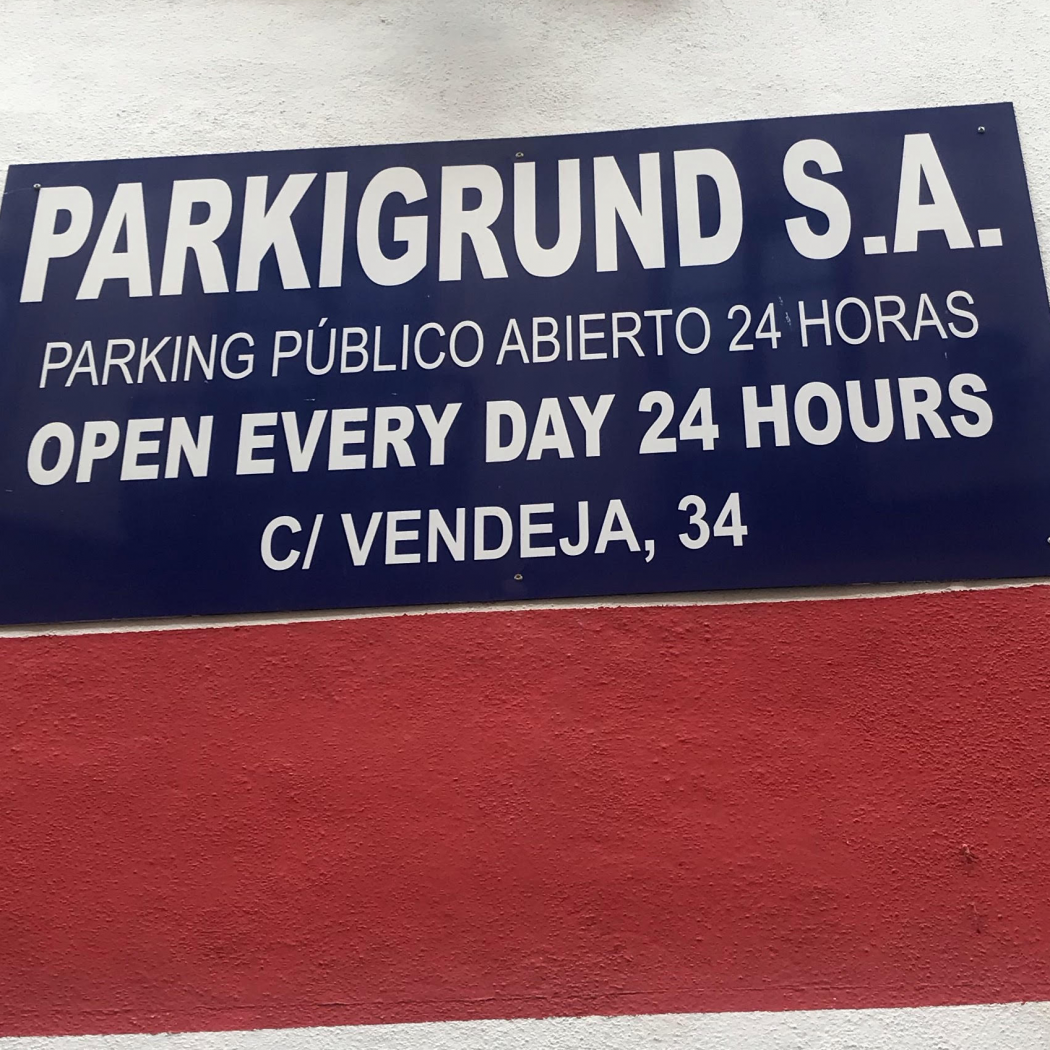 PARKIGRUND S.A.
PARKING PÚBLICO ABIERTO 24 HORAS
OPEN EVERY DAY 24 HOURS
C/ VENDEJA, 34